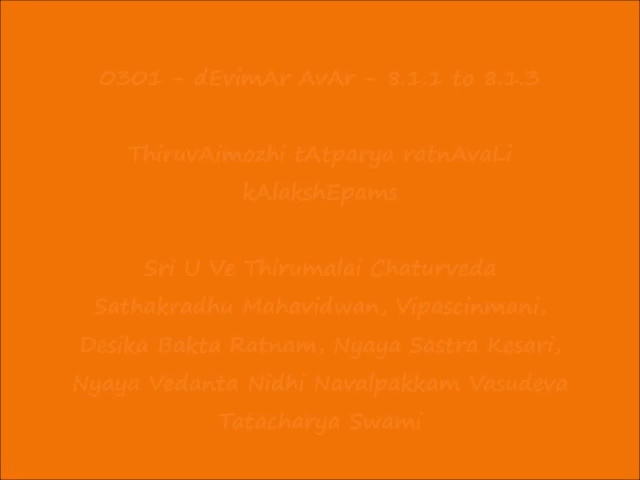 0301 - dEvimAr AvAr - 8.1.1 to 8.1.3
ThiruvAimozhi tAtparya ratnAvaLi
kAlakshEpams
Sri U Ve Thirumalai Chaturveda
Sathakradhu Mahavidwan, Vipascinmani,
Desika Bakta Ratnam, Nyaya Sastra Kesari,
Nyaya Vedanta Nidhi Navalpakkam Vasudeva
Tatacharya Swami